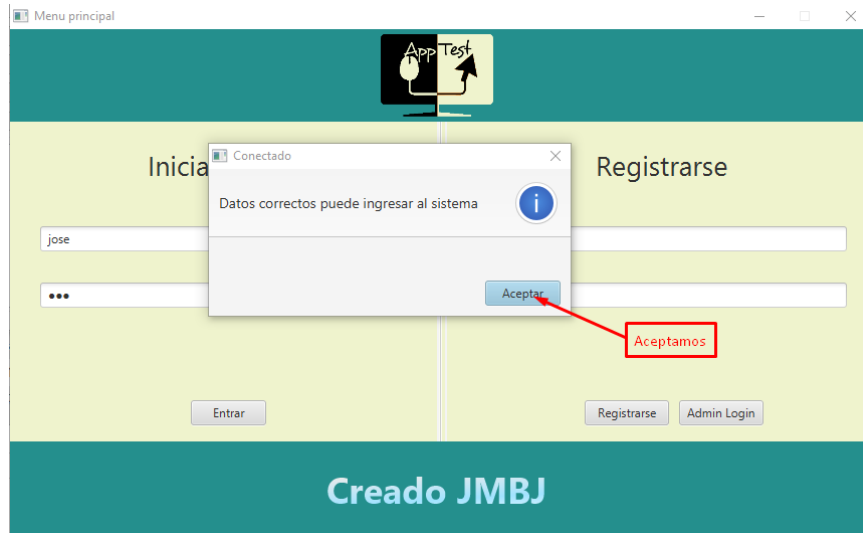 Menu principal
App Test
Conectado
Inicia
Registrarse
Datos correctos puede ingresar al sistema
i
jose
Aceptar
Aceptamos
Entrar
Registrarse
Admin Login
Creado JMBJ